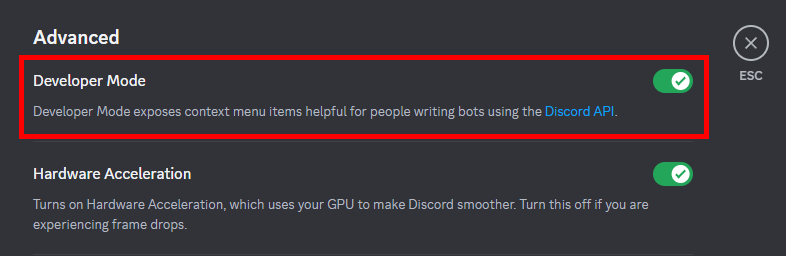 Advanced
Developer Mode
ESC
Developer Mode exposes context menu items helpful for people writing bots using the Discord API.
Hardware Acceleration
Turns on Hardware Acceleration, which uses your GPU to make Discord smoother. Turn this off if you are
experiencing frame drops.